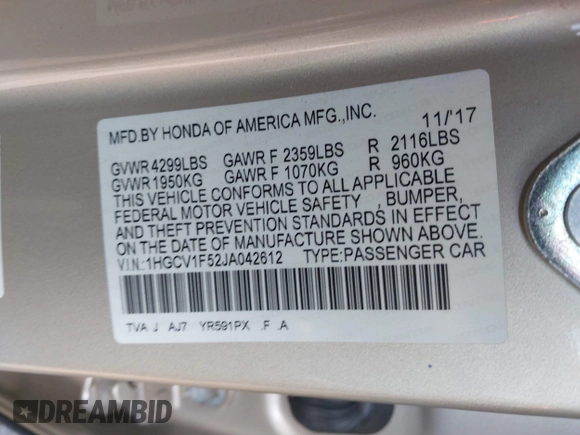 MFD.BY HONDA OF AMERICA MFG.,INC. 11/'17
GVWR 4299LBS GAWR F 2359LBS R 2116LBS
GVWR 1950KG GAWR F 1070KG R 960KG
THIS VEHICLE CONFORMS TO ALL APPLICABLE
FEDERAL MOTOR VEHICLE SAFETY , BUMPER,
AND THEFT PREVENTION STANDARDS IN EFFECT
ON THE DATE OF MANUFACTURE SHOWN ABOVE.
V.I.N.:1HGCV1F52JA042612 TYPE:PASSENGER CAR
TVA J AJ7 YR591PX .F .A
DREAMBID